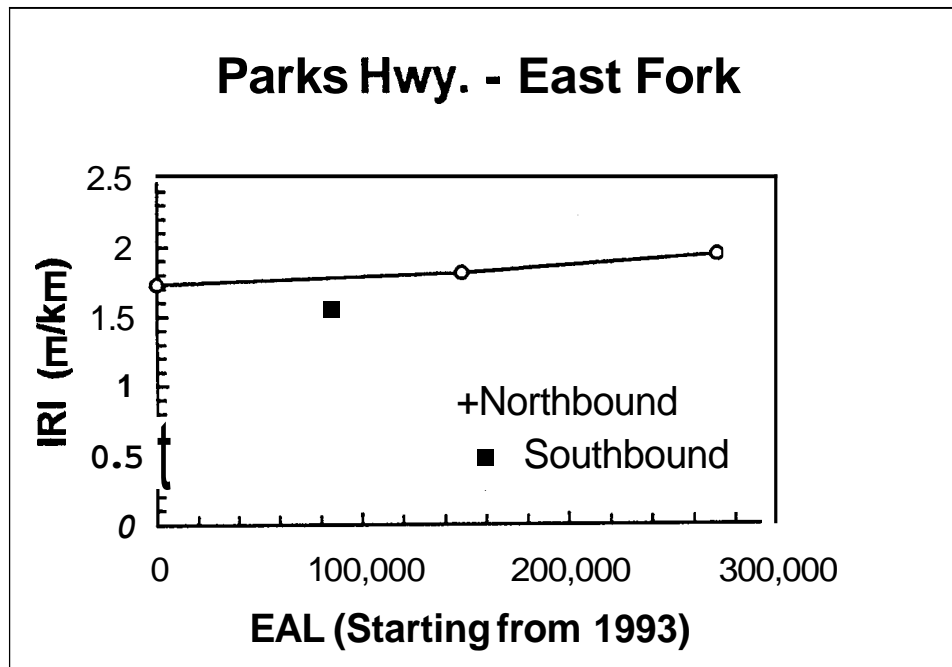 Parks Hwy. - East Fork
2.5
2
1.5
1
0.5
0
IRI (m/km)
+Northbound
■ Southbound
0 100,000 200,000 300,000
EAL (Starting from 1993)